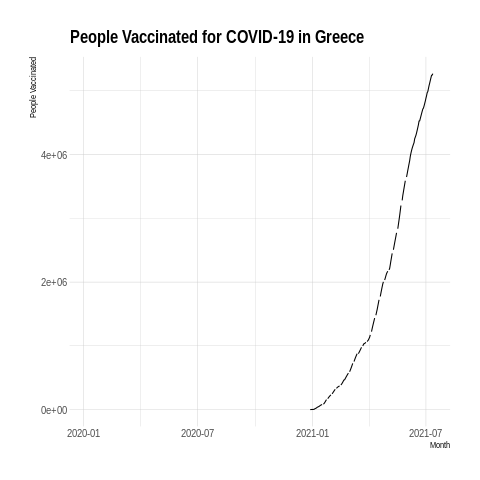 People Vaccinated for COVID-19 in Greece
People Vaccinated
4e+06
2e+06
0e+00
2020-01 2020-07 2021-01 2021-07
Month